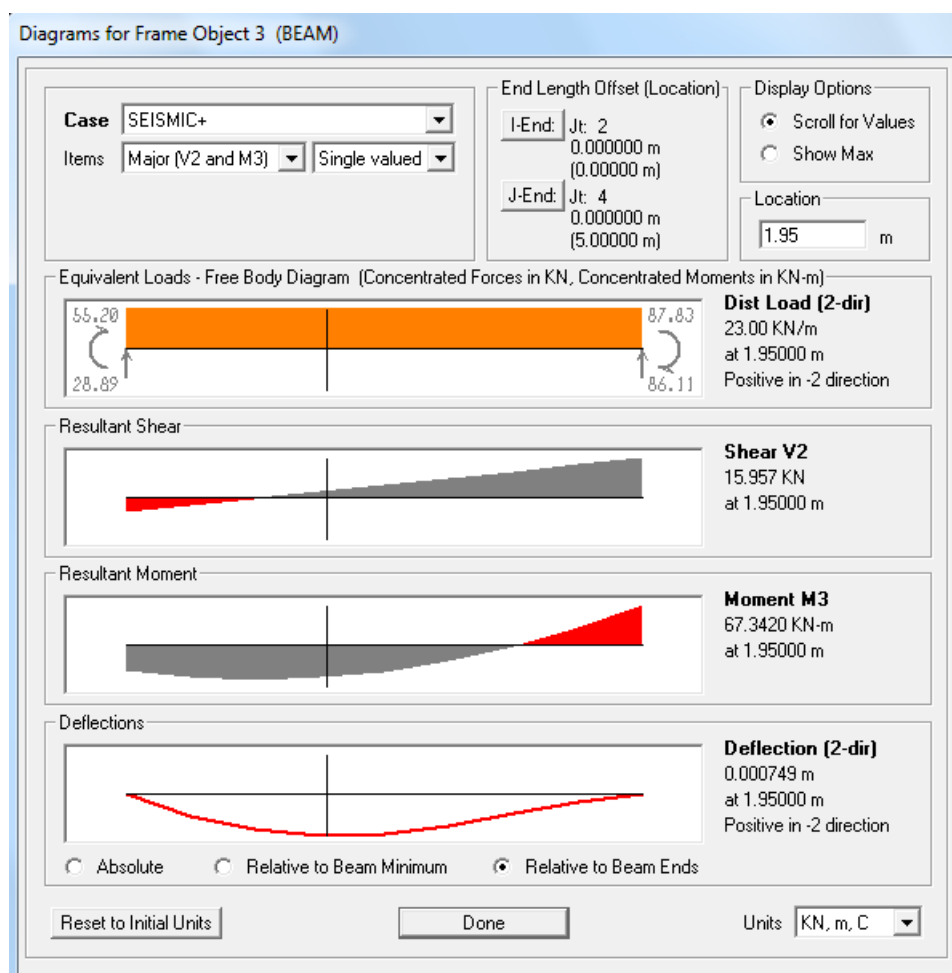 Diagrams for Frame Object 3 (BEAM)
Case SEISMIC+
Items Major (V2 and M3) Single valued
End Length Offset (Location)
I-End: Jt: 2
0.000000 m
(0.00000 m)
J-End: Jt: 4
0.000000 m
(5.00000 m)
Display Options
Scroll for Values
Show Max
Location
1.95 m
Equivalent Loads - Free Body Diagram (Concentrated Forces in KN, Concentrated Moments in KN-m)
55.20 87.83
28.89 86.11
Dist Load (2-dir)
23.00 KN/m
at 1.95000 m
Positive in -2 direction
Resultant Shear
Shear V2
15.957 KN
at 1.95000 m
Resultant Moment
Moment M3
67.3420 KN-m
at 1.95000 m
Deflections
Deflection (2-dir)
0.000749 m
at 1.95000 m
Positive in -2 direction
Absolute Relative to Beam Minimum Relative to Beam Ends
Reset to Initial Units Done Units KN, m, C